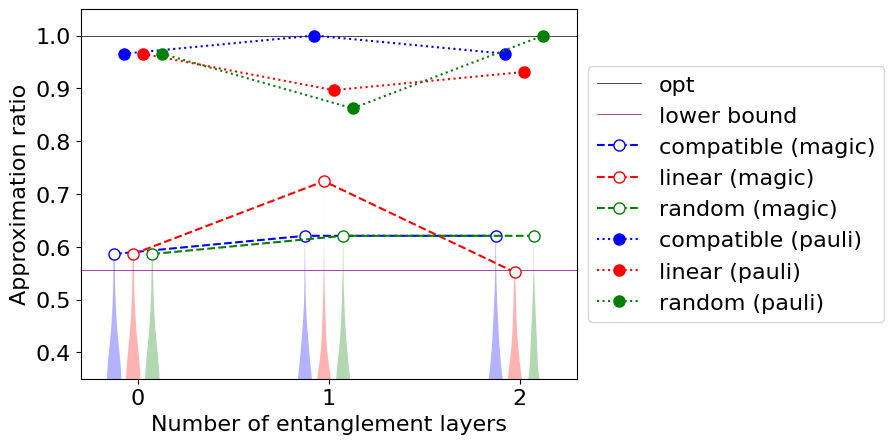 1.0
0.9
0.8
0.7
0.6
0.5
0.4
Approximation ratio
0 1 2
Number of entanglement layers
opt
lower bound
compatible (magic)
linear (magic)
random (magic)
compatible (pauli)
linear (pauli)
random (pauli)